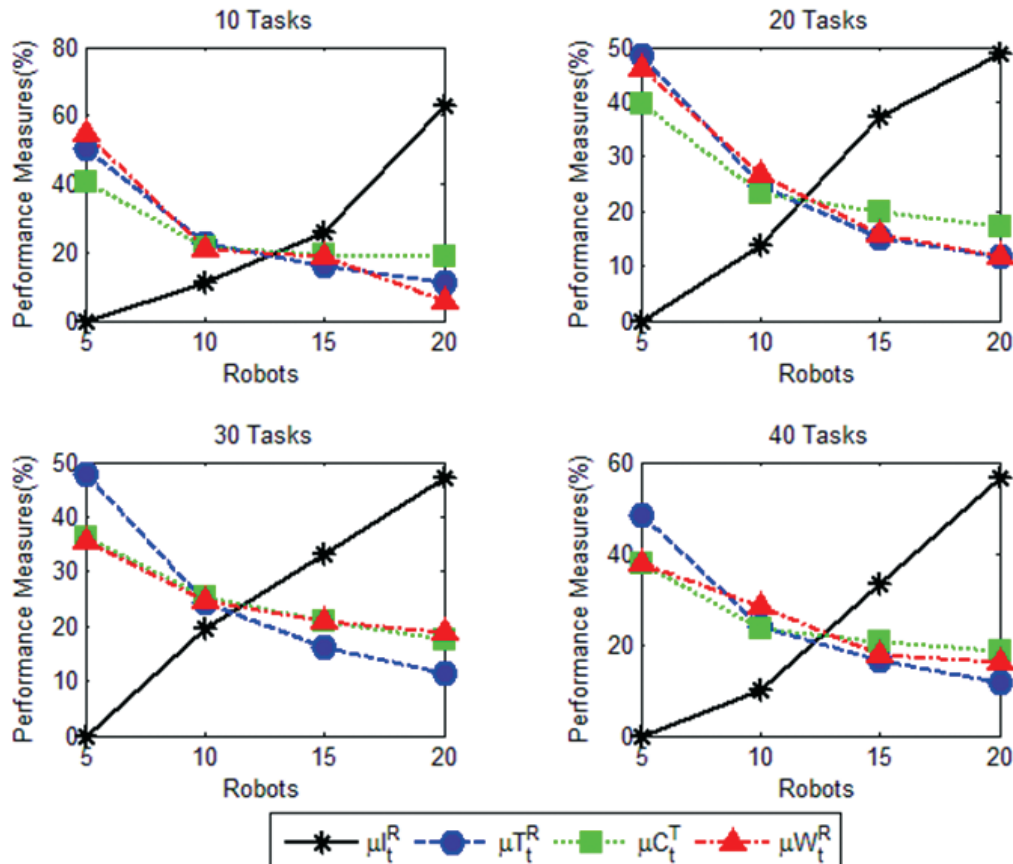 10 Tasks
Performance Measures(%)
80
60
40
20
0
5 10 15 20
Robots
20 Tasks
Performance Measures(%)
50
40
30
20
10
0
5 10 15 20
Robots
30 Tasks
Performance Measures(%)
50
40
30
20
10
0
5 10 15 20
Robots
40 Tasks
Performance Measures(%)
60
40
20
0
5 10 15 20
Robots
μI_t^R μT_t^R μC_t^T μW_t^R